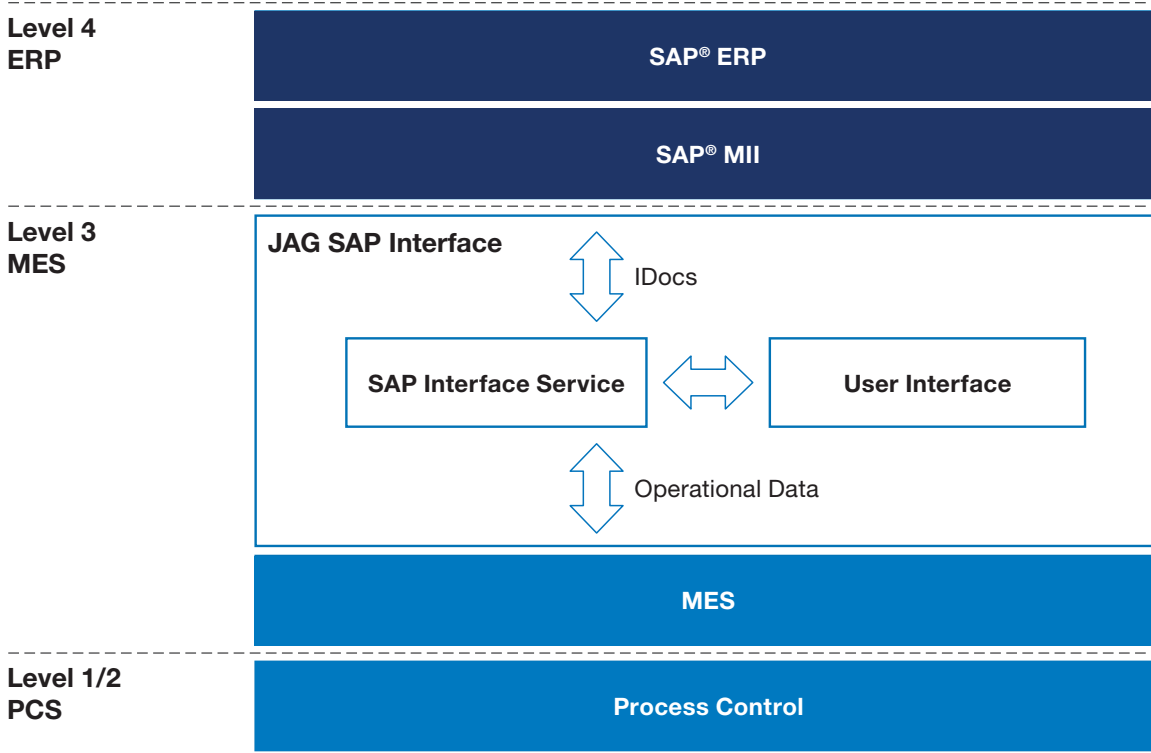 Level 4
ERP
SAP® ERP
SAP® MII
Level 3
MES
JAG SAP Interface
IDocs
SAP Interface Service
User Interface
Operational Data
MES
Level 1/2
PCS
Process Control